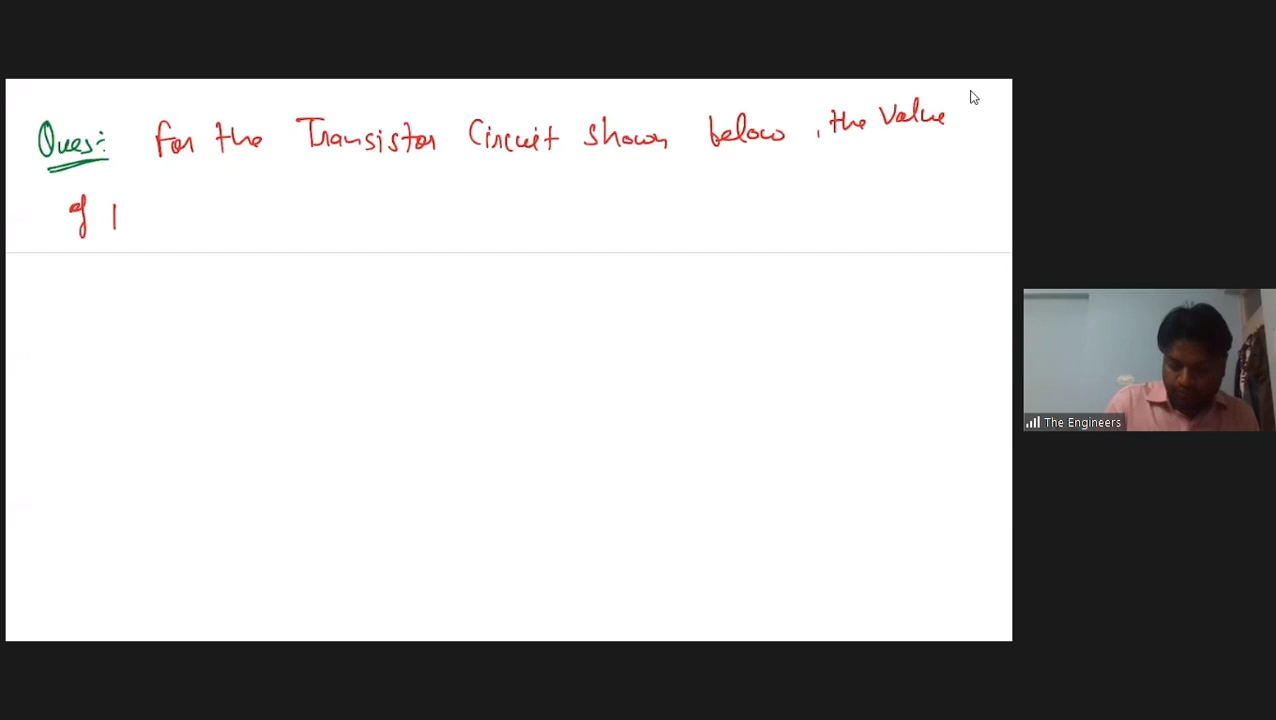 Ques:- For the Transistor Circuit shown below, the Value
of
The Engineers